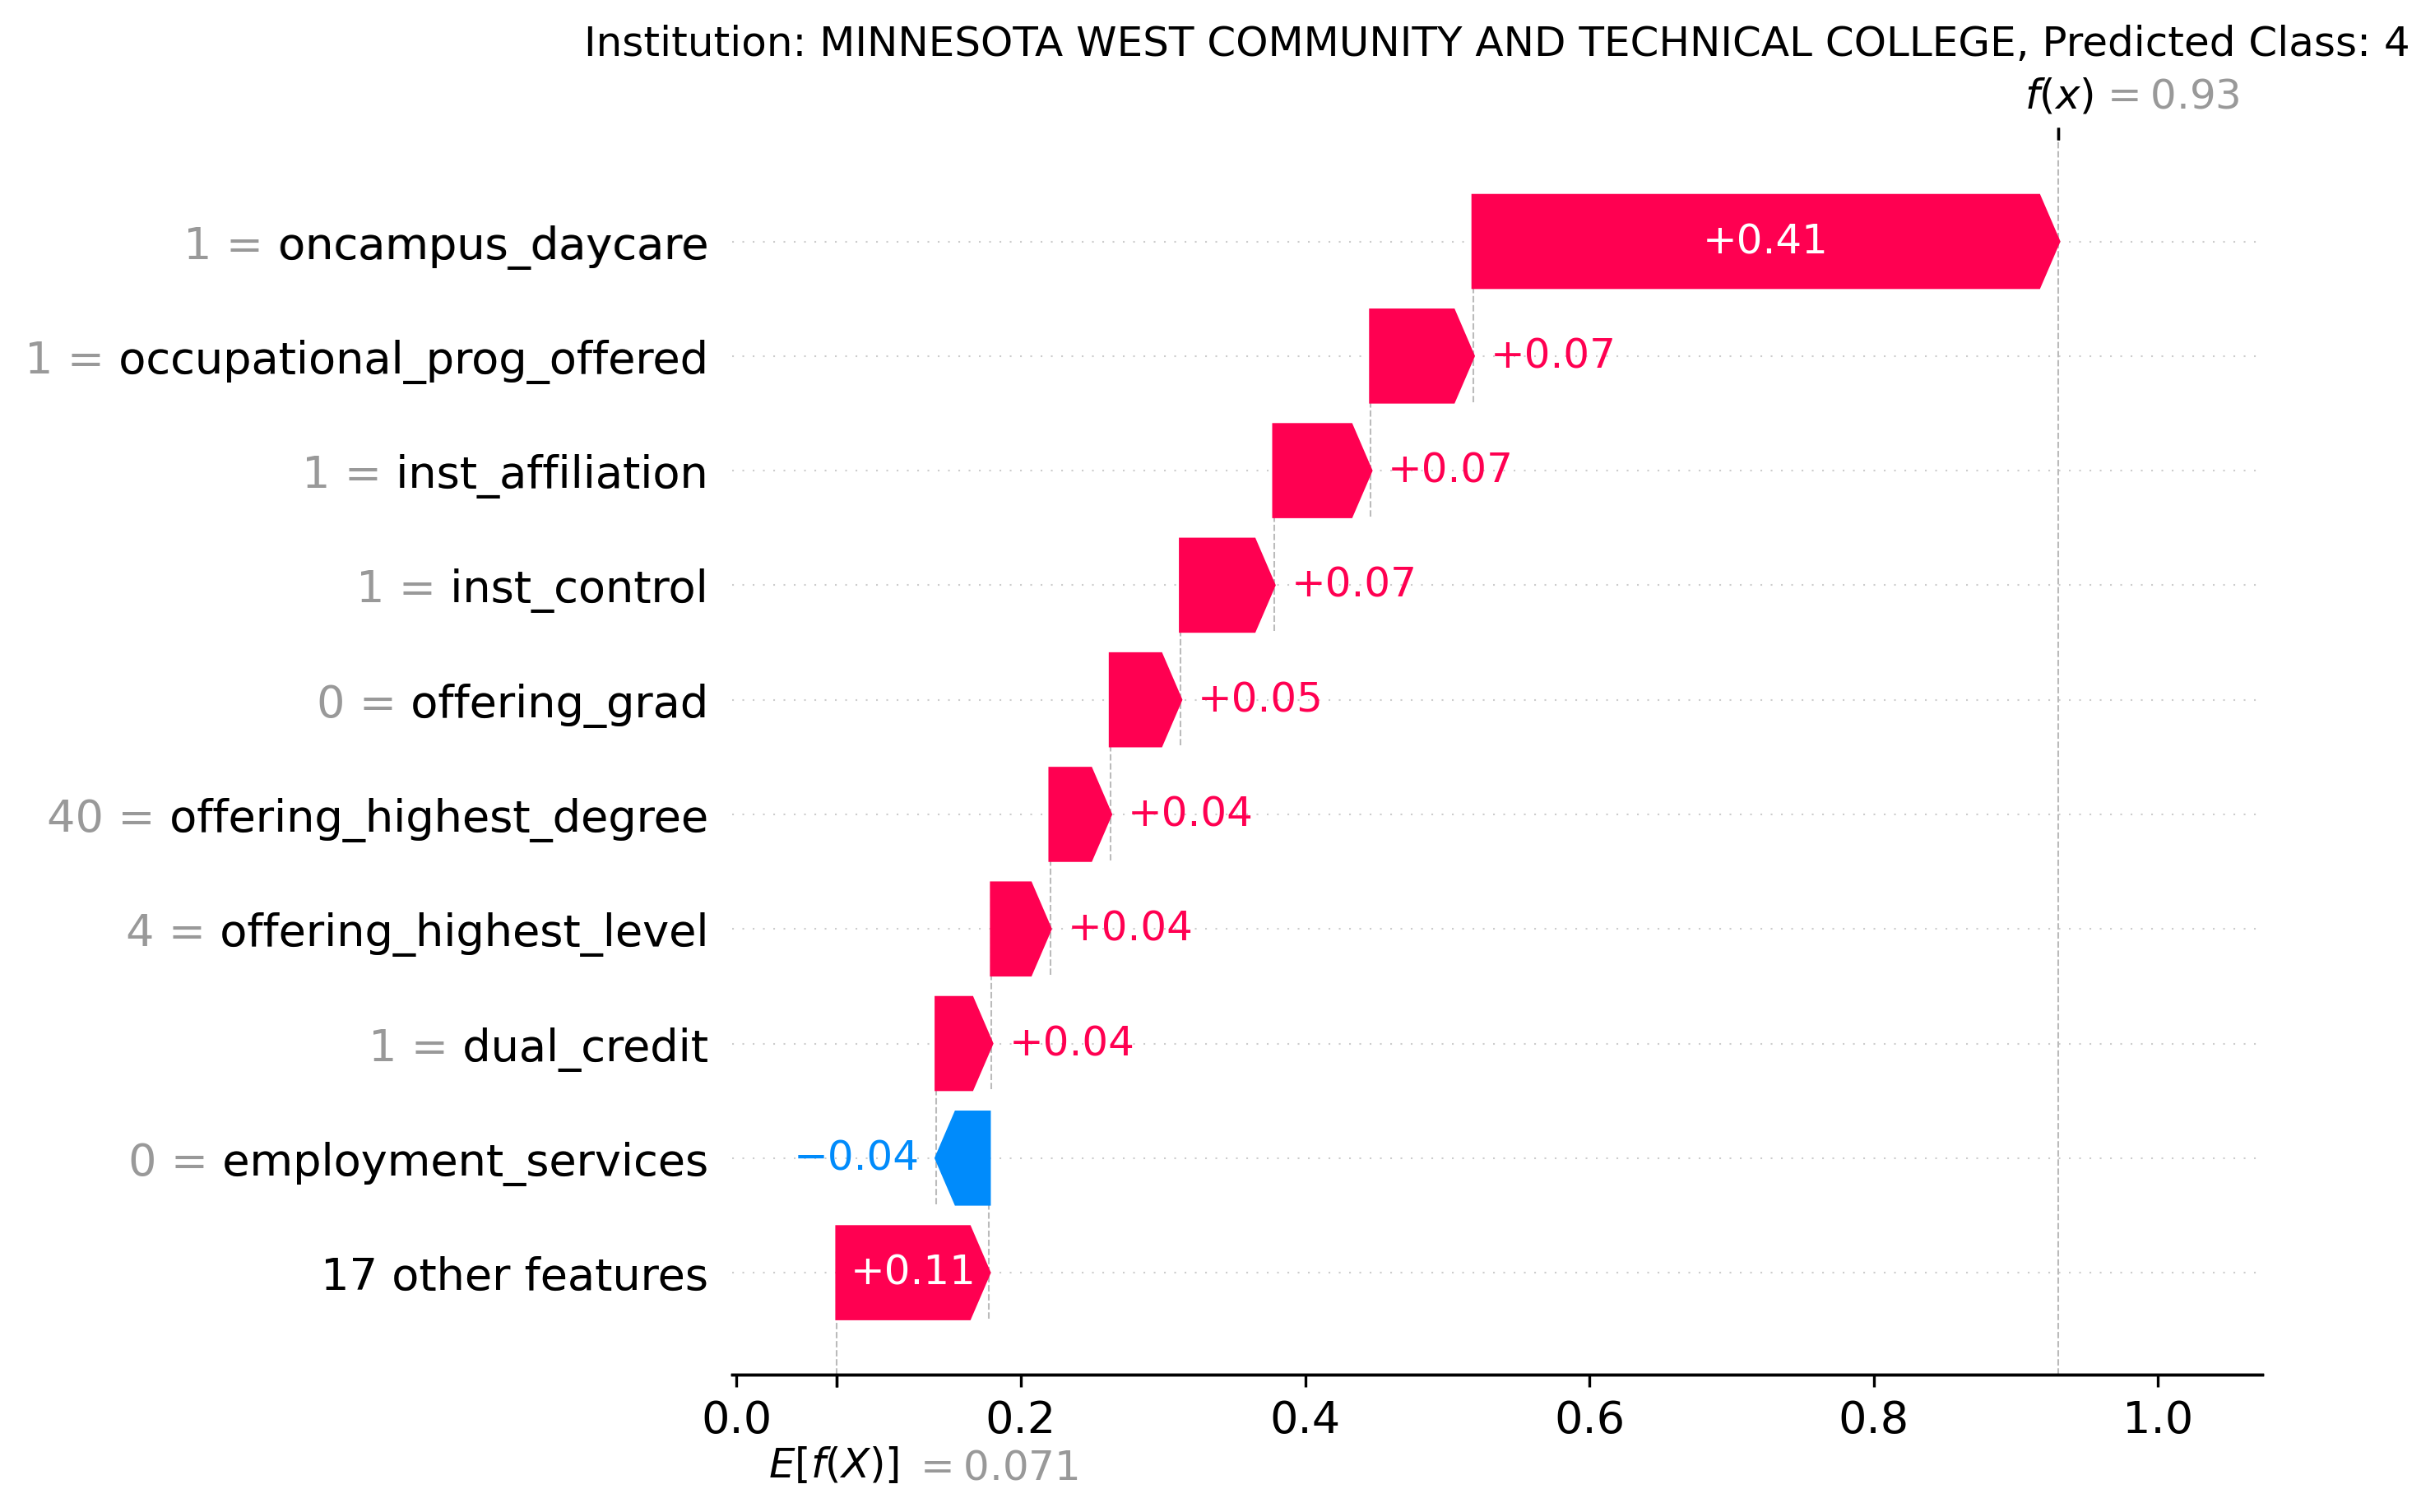 Institution: MINNESOTA WEST COMMUNITY AND TECHNICAL COLLEGE, Predicted Class: 4
f(x) = 0.93
1 = oncampus_daycare +0.41
1 = occupational_prog_offered +0.07
1 = inst_affiliation +0.07
1 = inst_control +0.07
0 = offering_grad +0.05
40 = offering_highest_degree +0.04
4 = offering_highest_level +0.04
1 = dual_credit +0.04
0 = employment_services −0.04
17 other features +0.11
0.0 0.2 0.4 0.6 0.8 1.0
E[f(X)] = 0.071